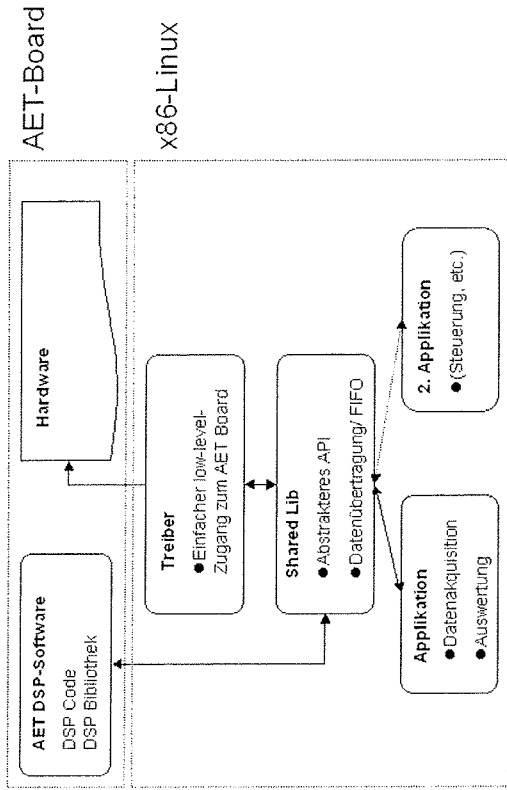 AET-Board
AET DSP-Software
DSP Code
DSP Bibliothek
Hardware
x86-Linux
Treiber
●Einfacher low-level-
Zugang zum AET Board
Shared Lib
●Abstrakteres API
●Datenübertragung/ FIFO
Applikation
●Datenakquisition
●Auswertung
2. Applikation
●(Steuerung, etc.)